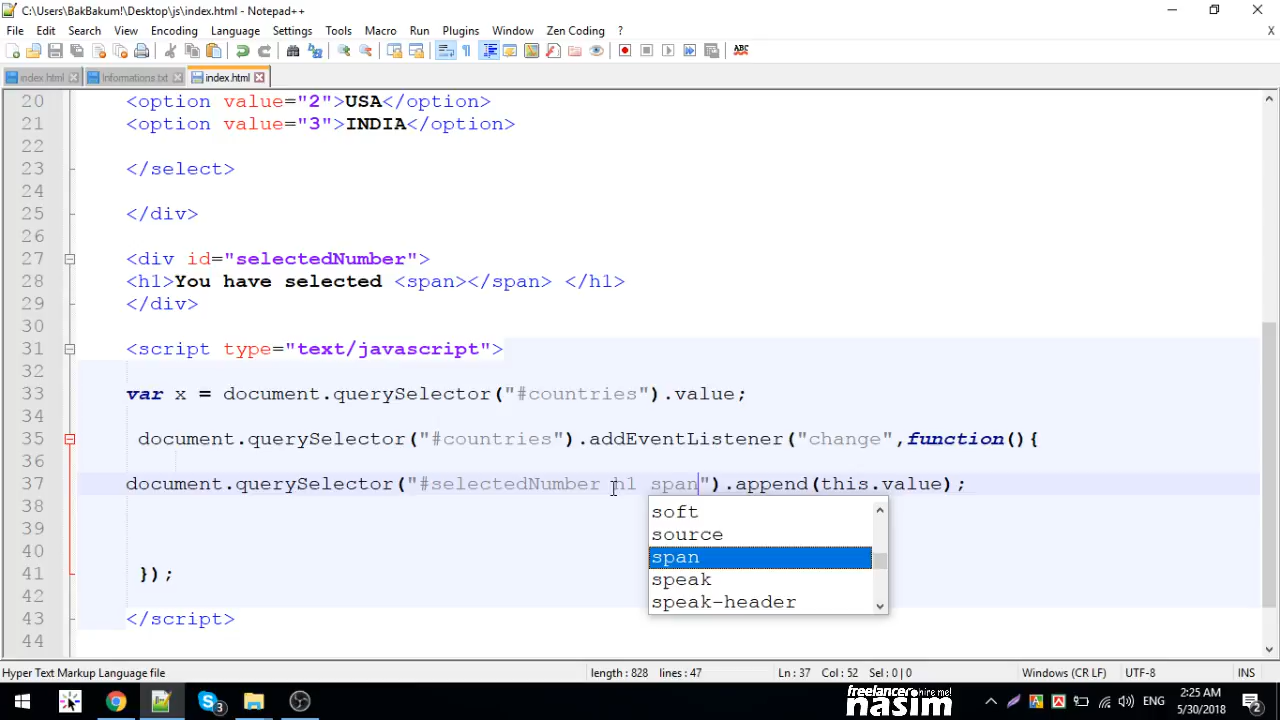 C:\Users\BakBakum!\Desktop\js\index.html - Notepad++
File Edit Search View Encoding Language Settings Tools Macro Run Plugins Window Zen Coding ? X
index.html Informations.txt index.html
20 <option value="2">USA</option>
21 <option value="3">INDIA</option>
22
23 </select>
24
25 </div>
26
27 <div id="selectedNumber">
28 <h1>You have selected <span></span> </h1>
29 </div>
30
31 <script type="text/javascript">
32
33 var x = document.querySelector("#countries").value;
34
35 document.querySelector("#countries").addEventListener("change",function(){
36
37 document.querySelector("#selectedNumber h1 span").append(this.value);
38
39
40
41 });
42
43 </script>
44
soft
source
span
speak
speak-header
Hyper Text Markup Language file length : 828 lines : 47 Ln : 37 Col : 52 Sel : 0 | 0 Windows (CR LF) UTF-8 INS
freelancer hire me!
nasim
3 ENG 2:25 AM
5/30/2018 2